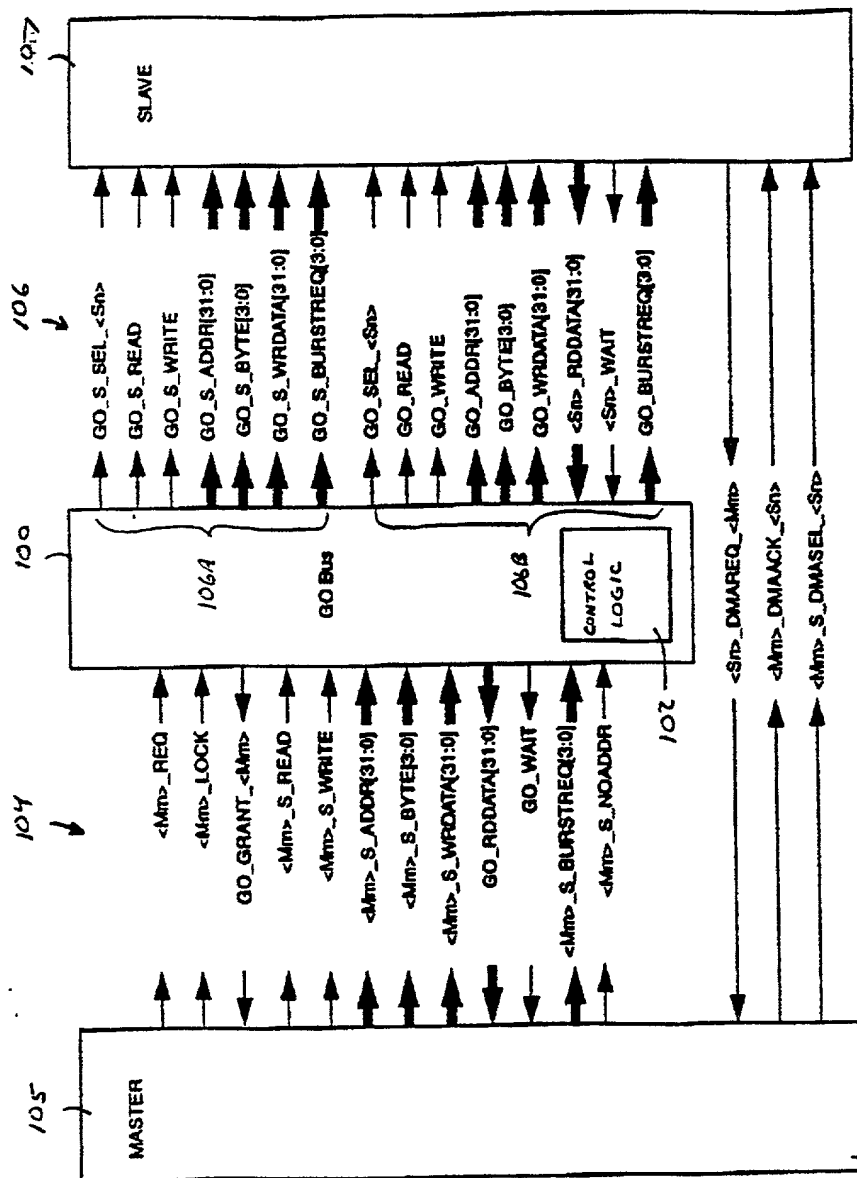 105
MASTER
104
<Mm>_REQ
<Mm>_LOCK
GO_GRANT_<Mm>
<Mm>_S_READ
<Mm>_S_WRITE
<Mm>_S_ADDR[31:0]
<Mm>_S_BYTE[3:0]
<Mm>_S_WRDATA[31:0]
GO_RDDATA[31:0]
GO_WAIT
<Mm>_S_BURSTREQ[3:0]
<Mm>_S_NOADDR
100
106A
GO Bus
106B
CONTROL
LOGIC
102
106
GO_S_SEL_<Sn>
GO_S_READ
GO_S_WRITE
GO_S_ADDR[31:0]
GO_S_BYTE[3:0]
GO_S_WRDATA[31:0]
GO_S_BURSTREQ[3:0]
GO_SEL_<Sn>
GO_READ
GO_WRITE
GO_ADDR[31:0]
GO_BYTE[3:0]
GO_WRDATA[31:0]
<Sn>_RDDATA[31:0]
<Sn>_WAIT
GO_BURSTREQ[3:0]
<Sn>_DMAREQ_<Mm>
<Mm>_DMAACK_<Sn>
<Mm>_S_DMASEL_<Sn>
107
SLAVE